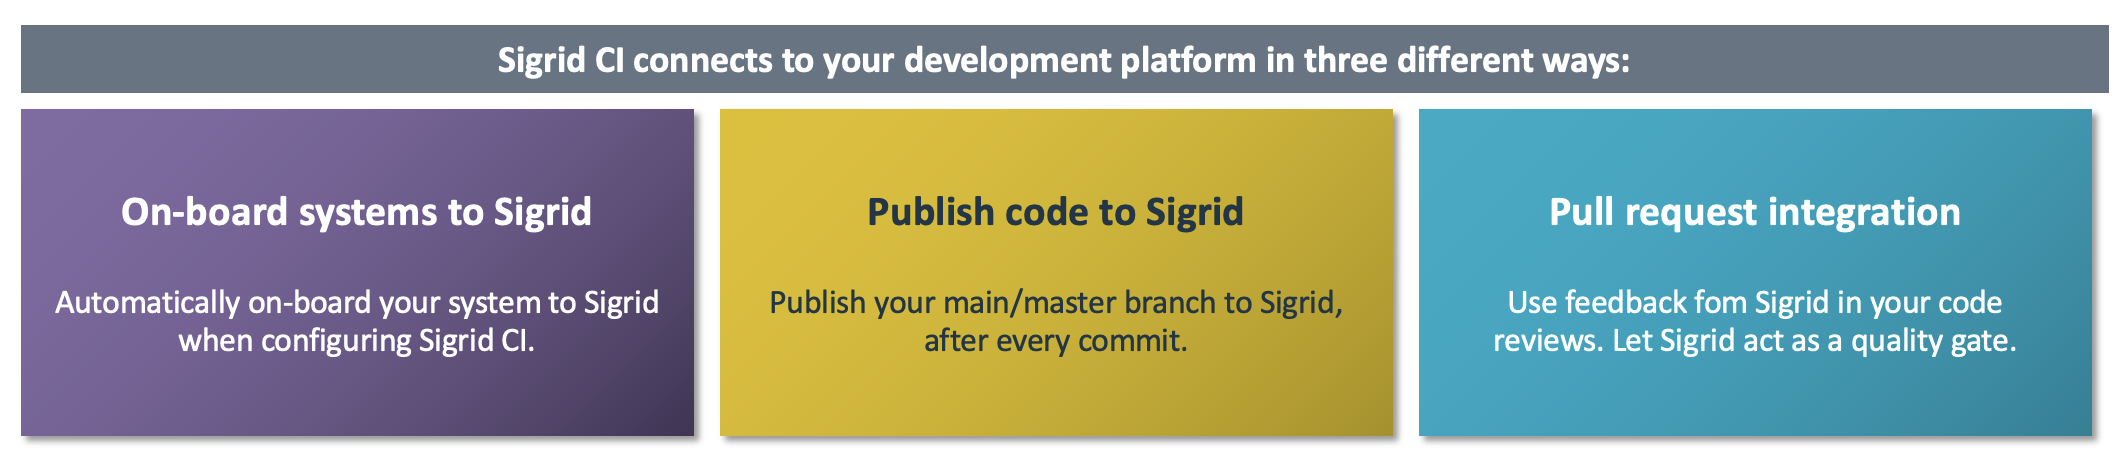 Sigrid CI connects to your development platform in three different ways:
On-board systems to Sigrid
Automatically on-board your system to Sigrid
when configuring Sigrid CI.
Publish code to Sigrid
Publish your main/master branch to Sigrid,
after every commit.
Pull request integration
Use feedback fom Sigrid in your code
reviews. Let Sigrid act as a quality gate.